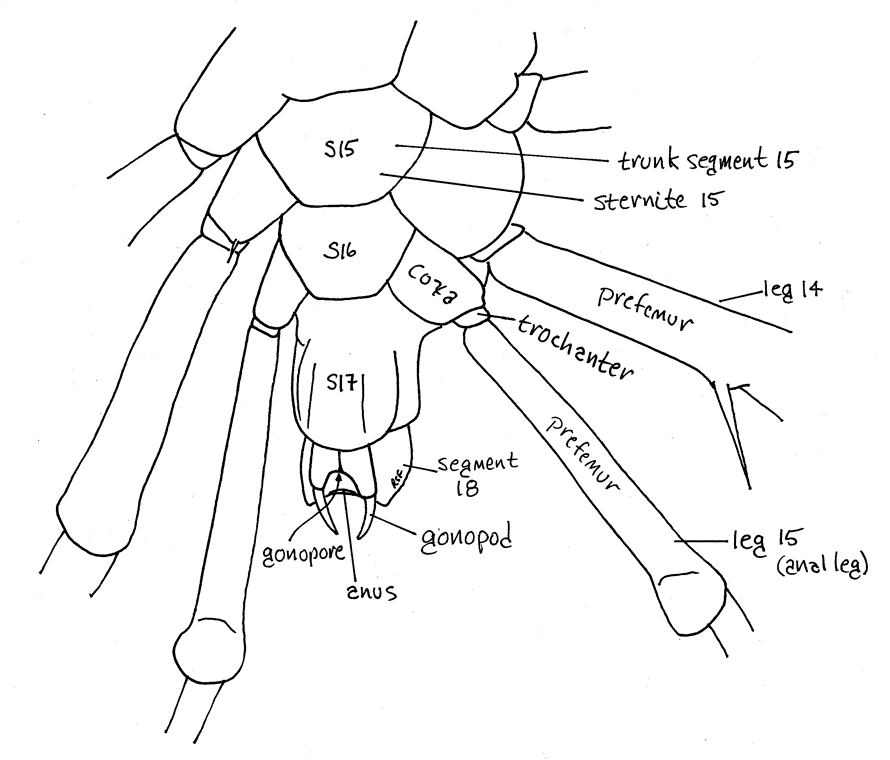 S15
trunk segment 15
sternite 15
S16
coxa
prefemur
leg 14
trochanter
S17
prefemur
segment
18
RSF
gonopore
gonopod
anus
leg 15
(anal leg)